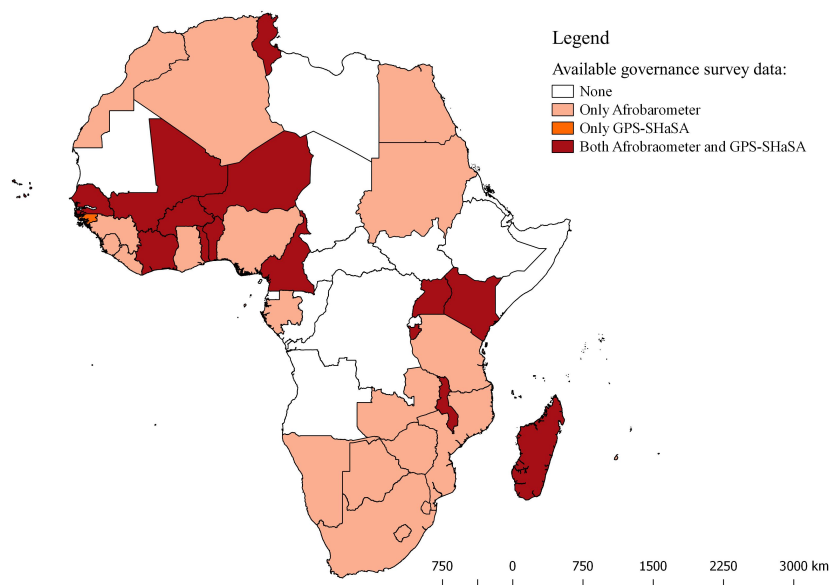 Legend
Available governance survey data:
None
Only Afrobarometer
Only GPS-SHaSA
Both Afrobraometer and GPS-SHaSA
750 0 750 1500 2250 3000 km